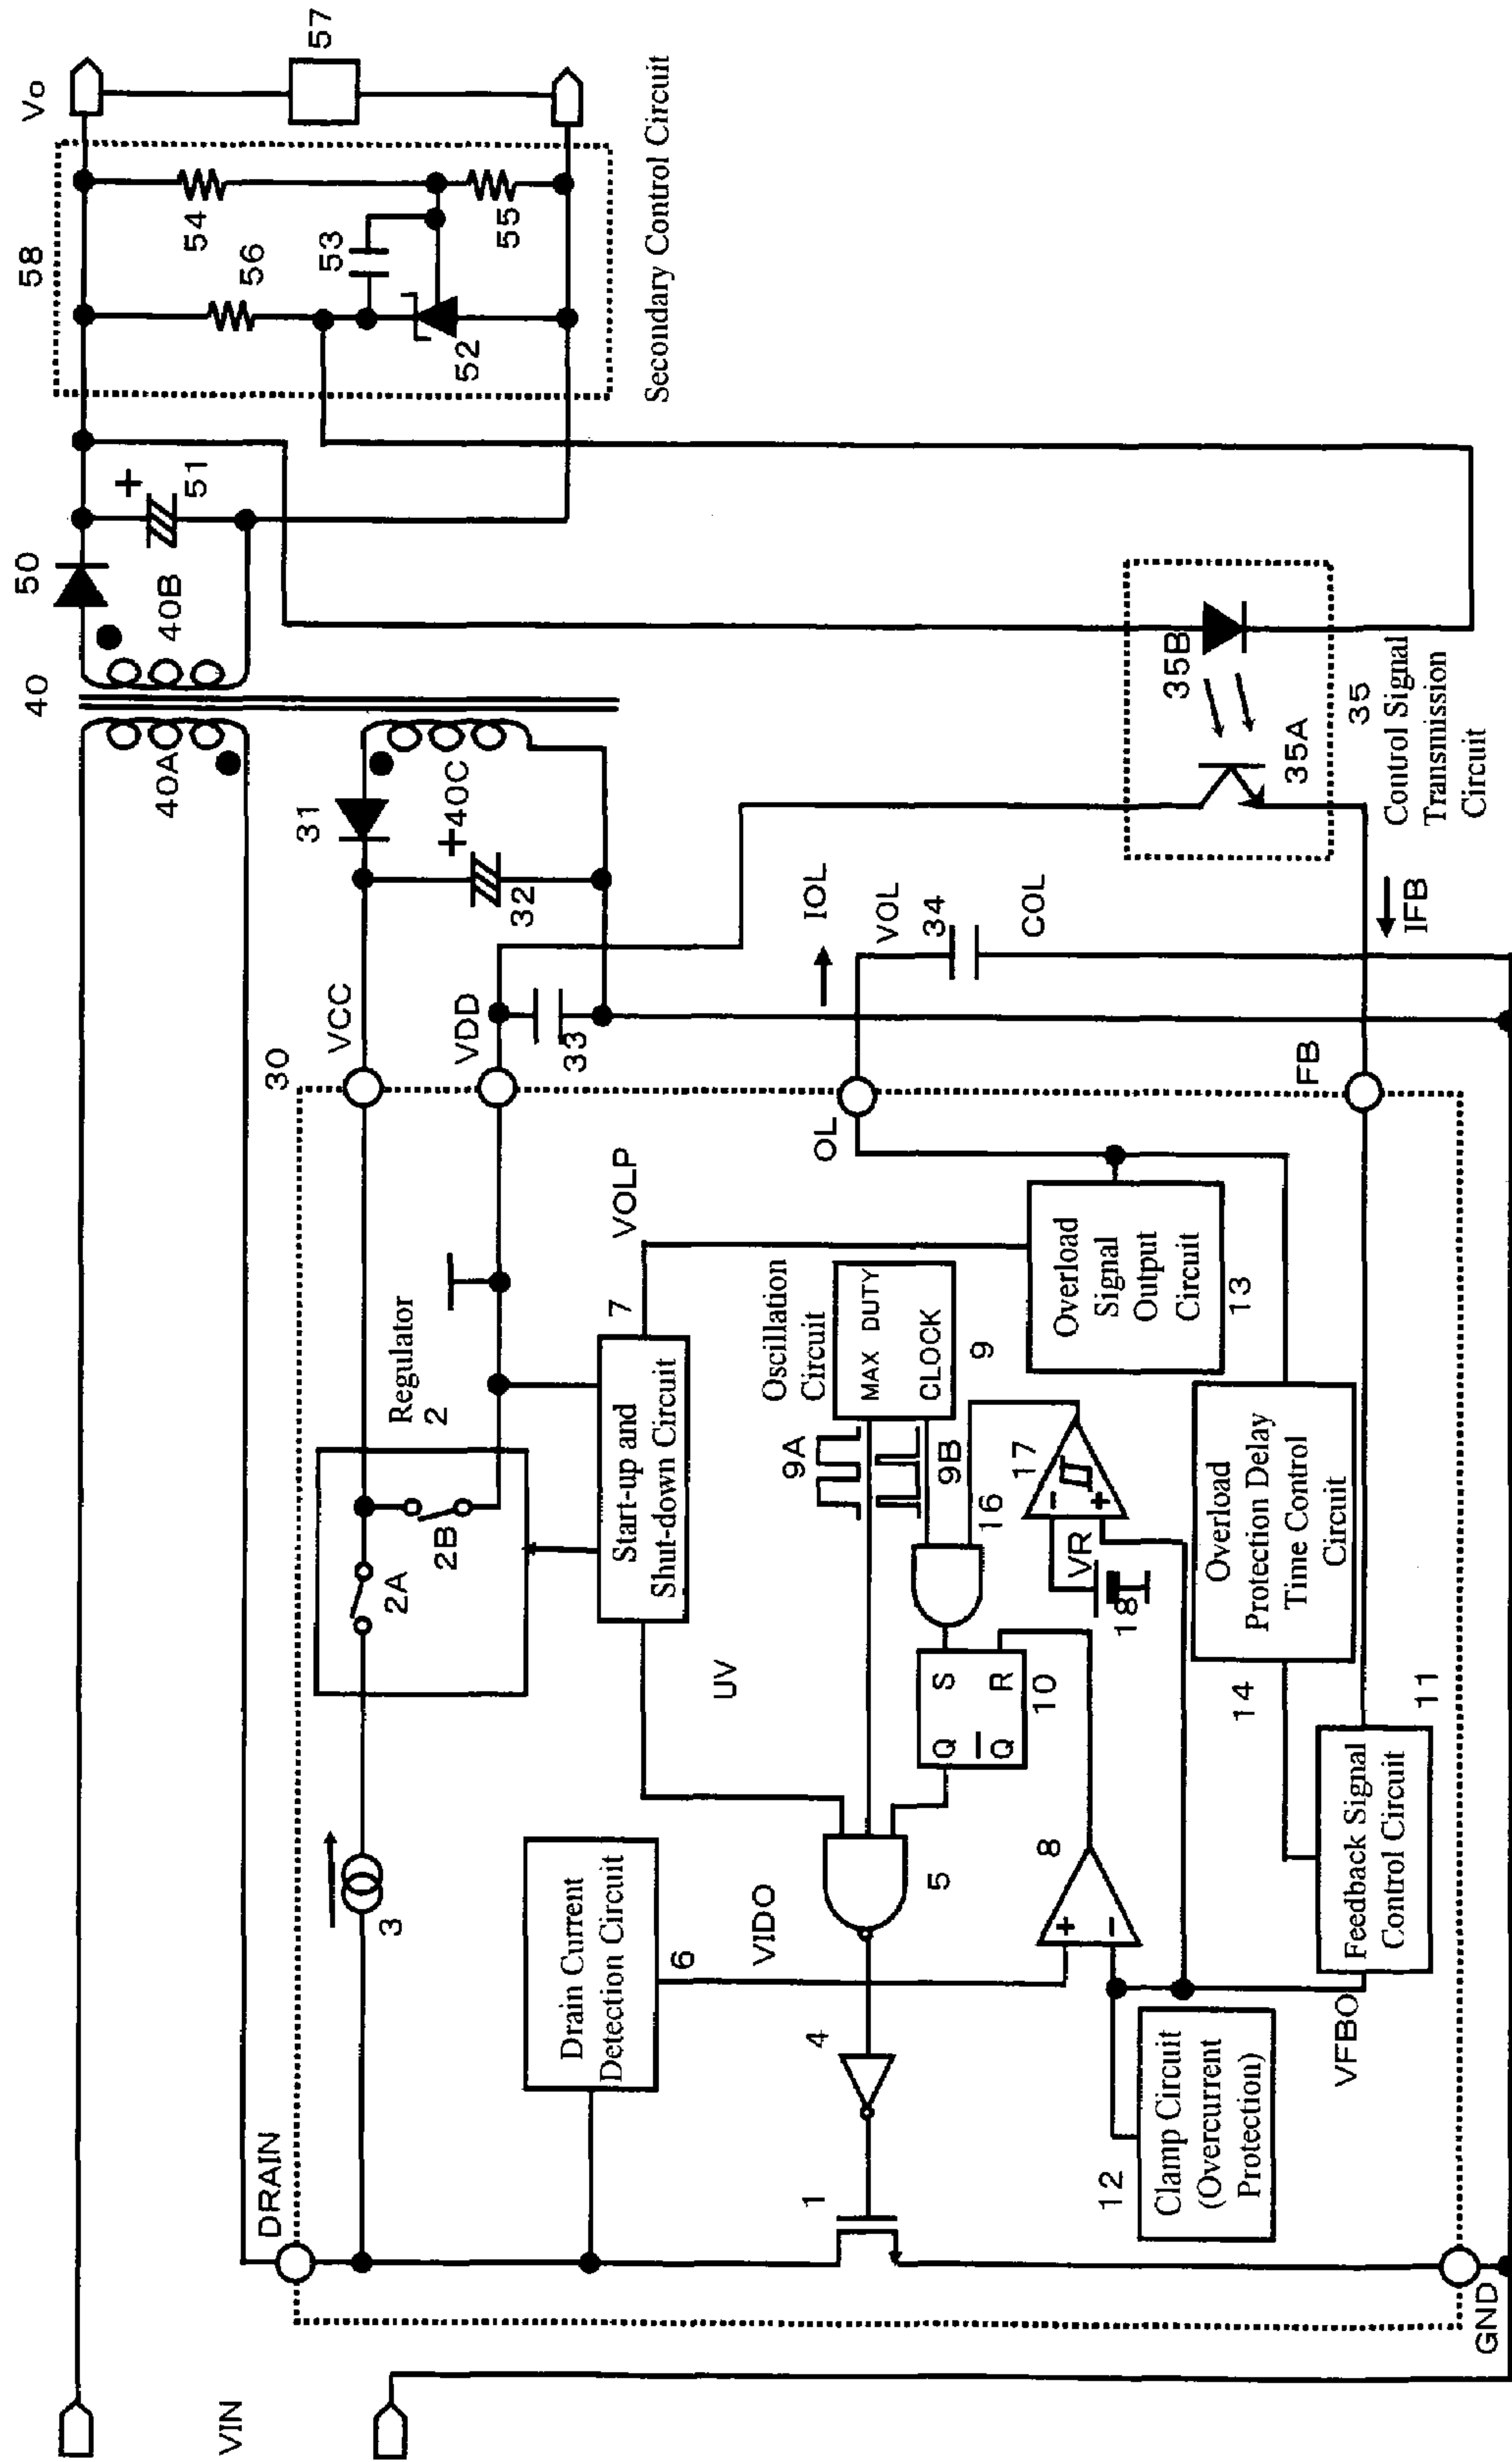 VIN
DRAIN
GND
40
40A
40B
40C
50
51
+
58
54
56
53
55
52
57
Vo
Secondary Control Circuit
31
32
+
33
VCC
VDD
30
3
2A
2B
Regulator
2
Start-up and
Shut-down Circuit
7
VOLP
UV
Drain Current
Detection Circuit
6
VIDO
1
4
5
8
+
−
9A
9B
Oscillation
Circuit
MAX DUTY
CLOCK
9
S
R
Q
Q
10
16
17
−
+
VR
18
Overload
Signal
Output
Circuit
13
Overload
Protection Delay
Time Control
Circuit
14
Feedback Signal
Control Circuit
11
Clamp Circuit
(Overcurrent
Protection)
12
VFBO
OL
IOL
VOL
34
COL
FB
IFB
35B
35A
35
Control Signal
Transmission
Circuit